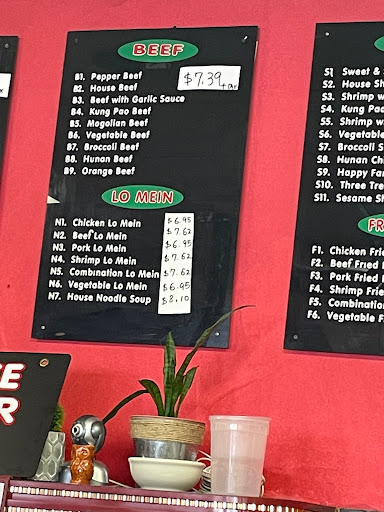 BEEF
$7.39 + tax
B1. Pepper Beef
B2. House Beef
B3. Beef with Garlic Sauce
B4. Kung Pao Beef
B5. Mogolian Beef
B6. Vegetable Beef
B7. Broccoli Beef
B8. Hunan Beef
B9. Orange Beef
LO MEIN
N1. Chicken Lo Mein $6.95
N2. Beef Lo Mein $7.62
N3. Pork Lo Mein $6.95
N4. Shrimp Lo Mein $7.62
N5. Combination Lo Mein $7.62
N6. Vegetable Lo Mein $6.95
N7. House Noodle Soup $8.10
S1 Sweet &
S2. House Sh
S3. Shrimp w
S4. Kung Pao
S5. Shrimp w
S6. Vegetable
S7. Broccoli S
S8. Hunan Ch
S9. Happy Fam
S10. Three Tre
S11. Sesame Sh
FR
F1. Chicken Frie
F2. Beef Fried
F3. Pork Fried
F4. Shrimp Frie
F5. Combination
F6. Vegetable F
E
R